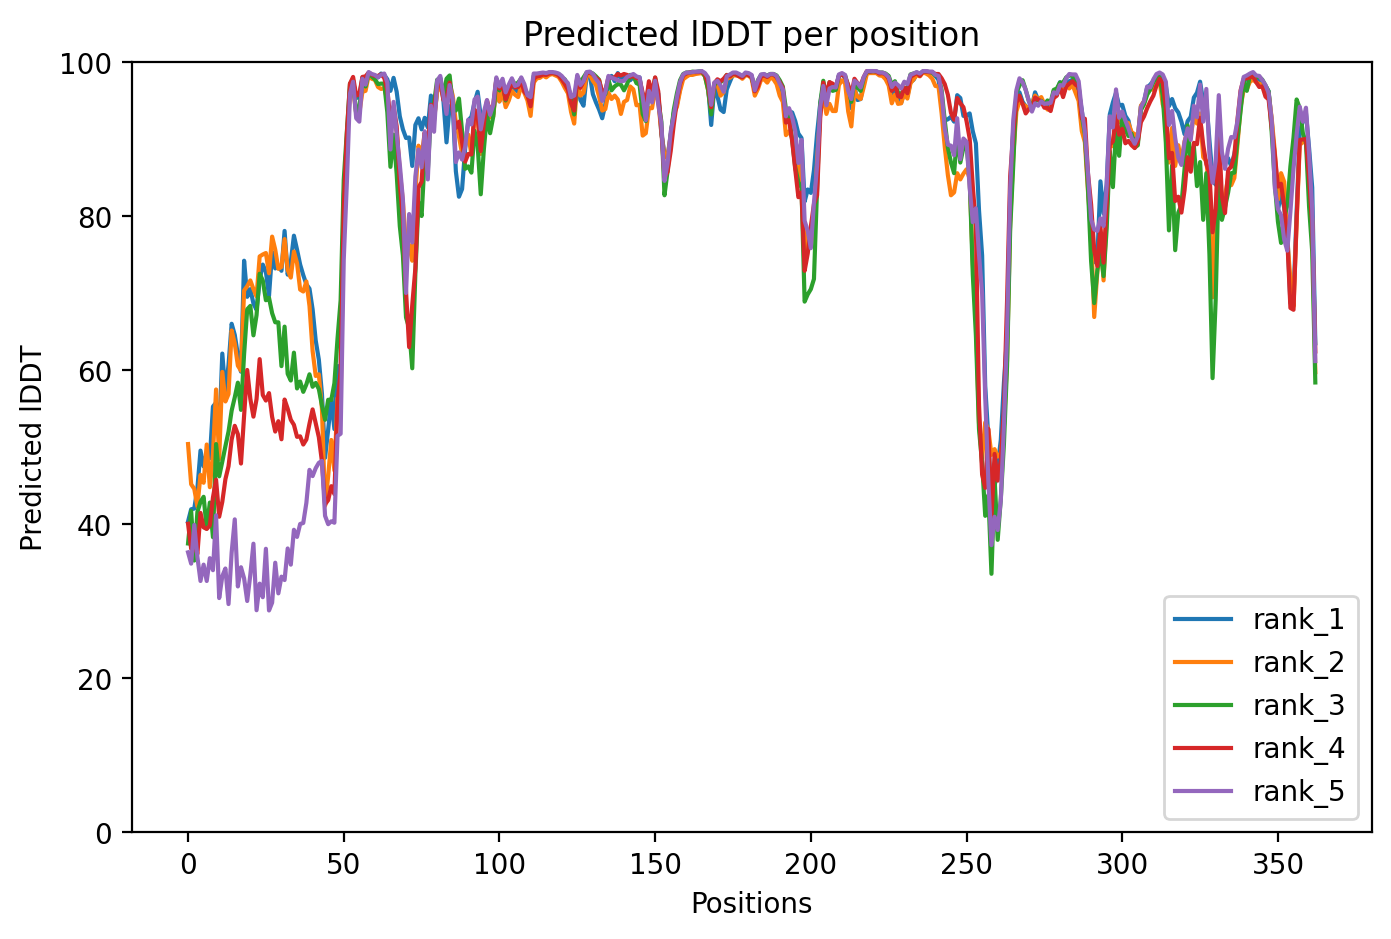 Predicted lDDT per position
100
80
60
40
20
0
Predicted lDDT
0 50 100 150 200 250 300 350
Positions
rank_1
rank_2
rank_3
rank_4
rank_5